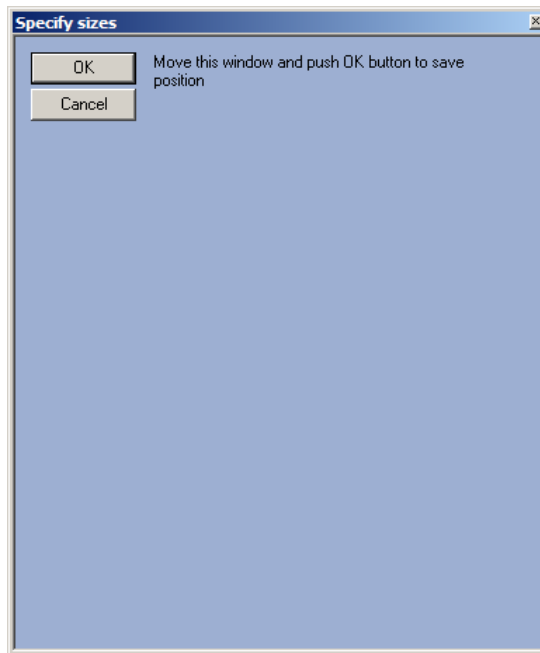 Specify sizes
OK
Move this window and push OK button to save
position
Cancel